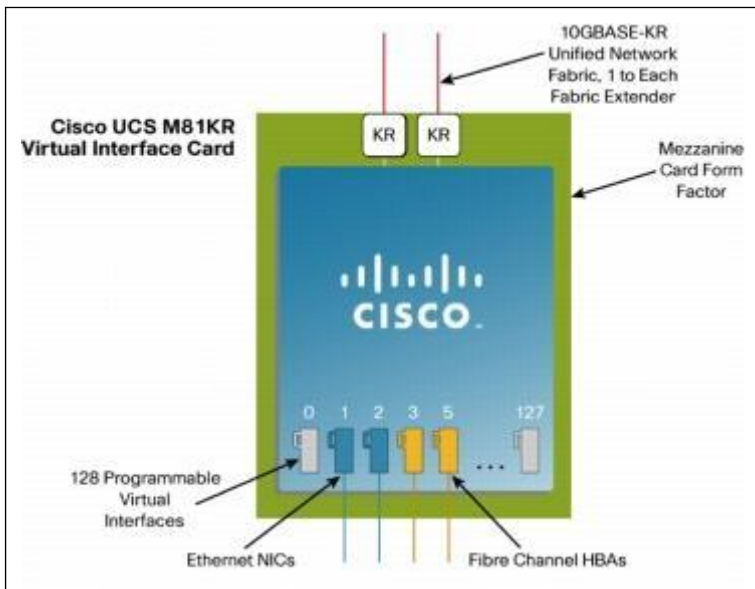 10GBASE-KR
Unified Network
Fabric, 1 to Each
Fabric Extender
Cisco UCS M81KR
Virtual Interface Card
KR
KR
Mezzanine
Card Form
Factor
CISCO
0 1 2 3 5 127
...
128 Programmable
Virtual
Interfaces
Ethernet NICs
Fibre Channel HBAs